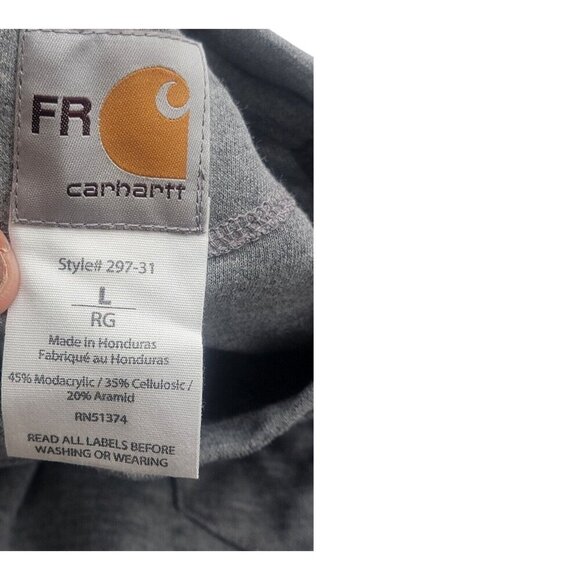 FR
carhartt
Style# 297-31
L
RG
Made in Honduras
Fabriqué au Honduras
45% Modacrylic / 35% Cellulosic /
20% Aramid
RN51374
READ ALL LABELS BEFORE
WASHING OR WEARING